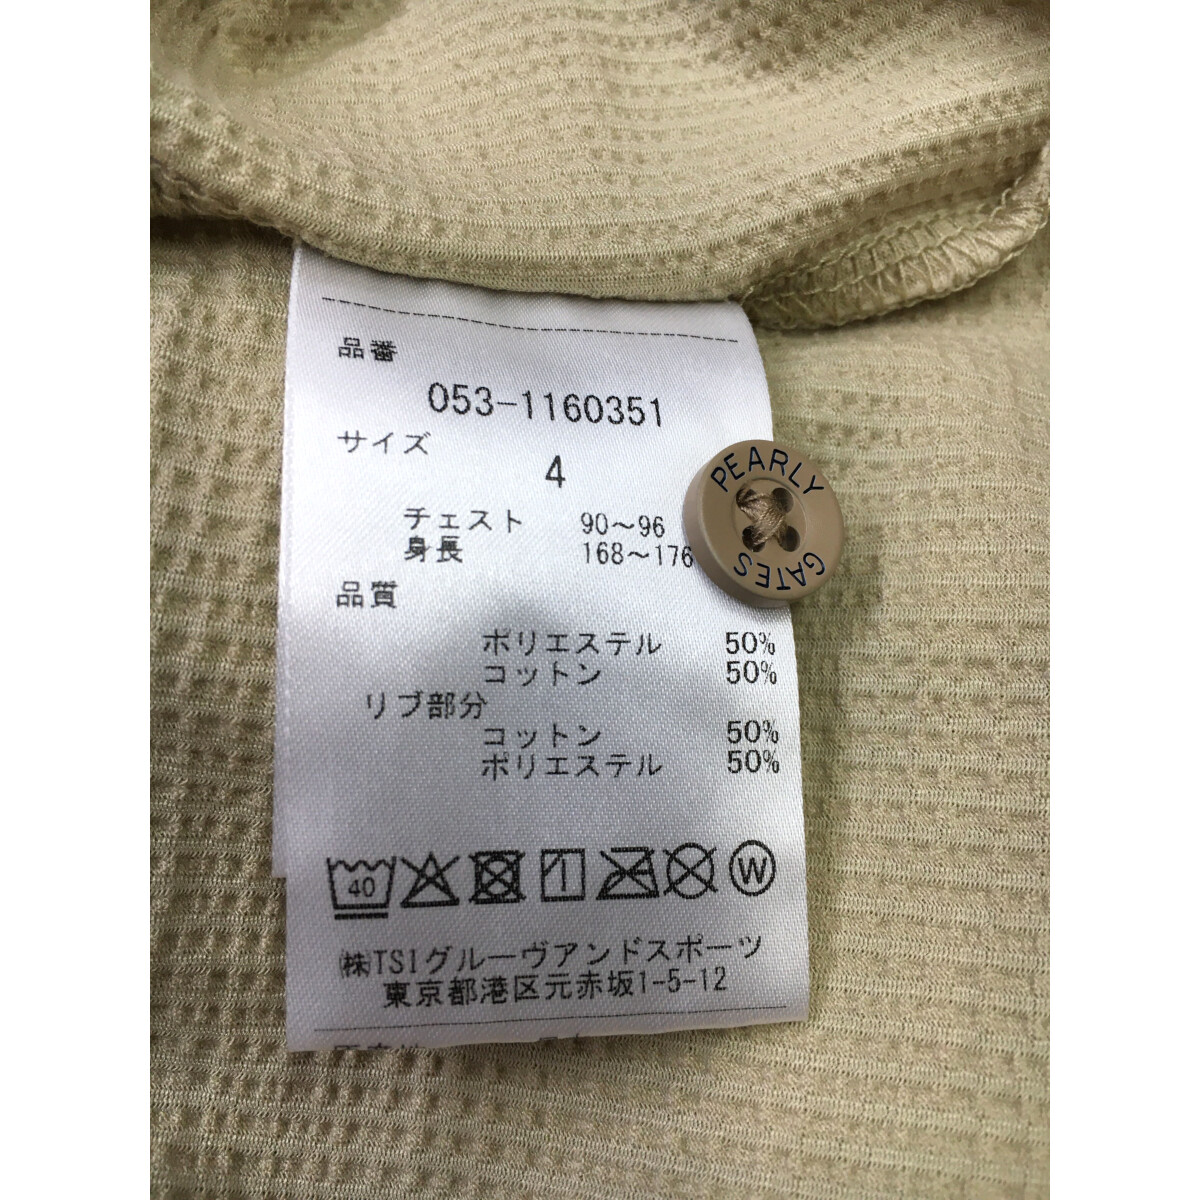 品番
053-1160351
サイズ
4
チェスト 90～96
身長 168～176
PEARLY
GATES
品質
ポリエステル 50%
コットン 50%
リブ部分
コットン 50%
ポリエステル 50%
40
W
㈱TSIグルーヴアンドスポーツ
東京都港区元赤坂1-5-12